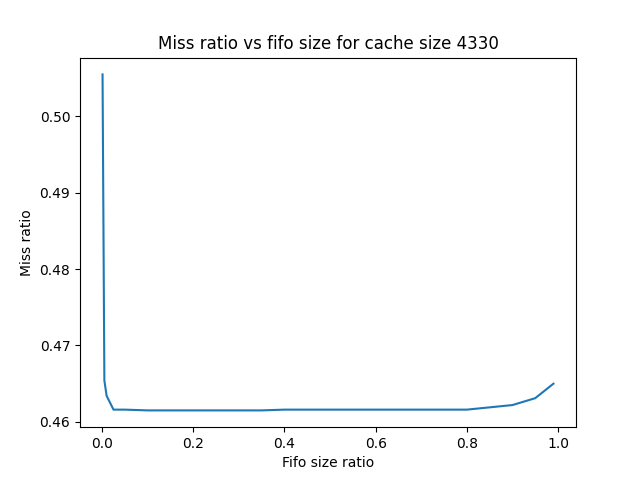 Miss ratio vs fifo size for cache size 4330
0.50
0.49
0.48
0.47
0.46
Miss ratio
0.0 0.2 0.4 0.6 0.8 1.0
Fifo size ratio